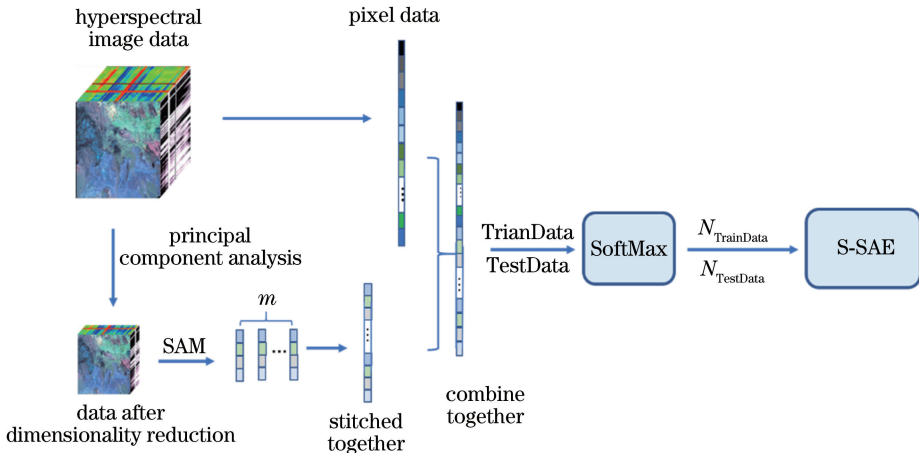 hyperspectral
image data
pixel data
principal
component analysis
TrianData
TestData
SoftMax
N_TrainData
N_TestData
S-SAE
m
SAM
...
data after
dimensionality reduction
stitched
together
combine
together